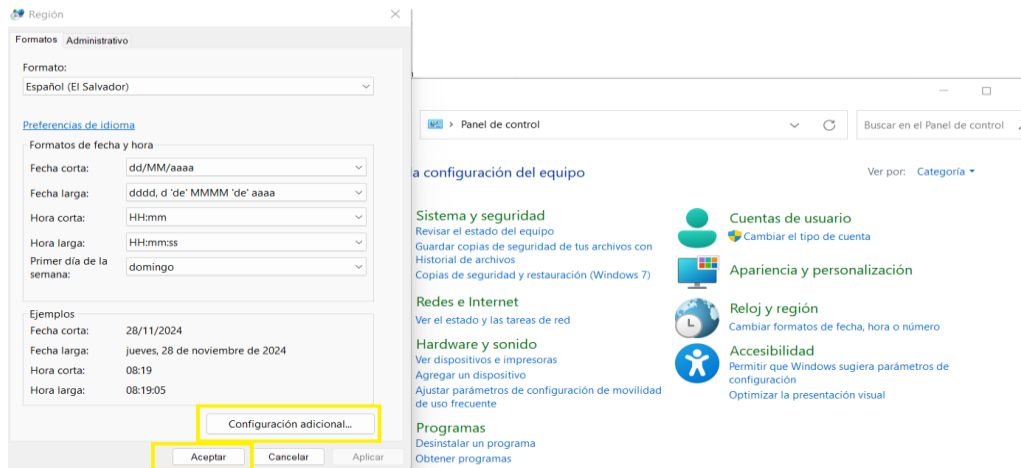 Región
Formatos Administrativo
Formato:
Español (El Salvador)
Preferencias de idioma
Formatos de fecha y hora
Fecha corta: dd/MM/aaaa
Fecha larga: dddd, d 'de' MMMM 'de' aaaa
Hora corta: HH:mm
Hora larga: HH:mm:ss
Primer día de la
semana: domingo
Ejemplos
Fecha corta: 28/11/2024
Fecha larga: jueves, 28 de noviembre de 2024
Hora corta: 08:19
Hora larga: 08:19:05
Configuración adicional...
Aceptar Cancelar Aplicar
Panel de control
Buscar en el Panel de control
a configuración del equipo
Ver por: Categoría
Sistema y seguridad
Revisar el estado del equipo
Guardar copias de seguridad de tus archivos con
Historial de archivos
Copias de seguridad y restauración (Windows 7)
Redes e Internet
Ver el estado y las tareas de red
Hardware y sonido
Ver dispositivos e impresoras
Agregar un dispositivo
Ajustar parámetros de configuración de movilidad
de uso frecuente
Programas
Desinstalar un programa
Obtener programas
Cuentas de usuario
Cambiar el tipo de cuenta
Apariencia y personalización
Reloj y región
Cambiar formatos de fecha, hora o número
Accesibilidad
Permitir que Windows sugiera parámetros de
configuración
Optimizar la presentación visual